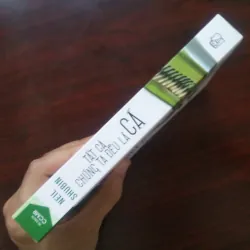 NEIL
SHUBIN
TẤT CẢ
CHÚNG TA ĐỀU LÀ
CÁ